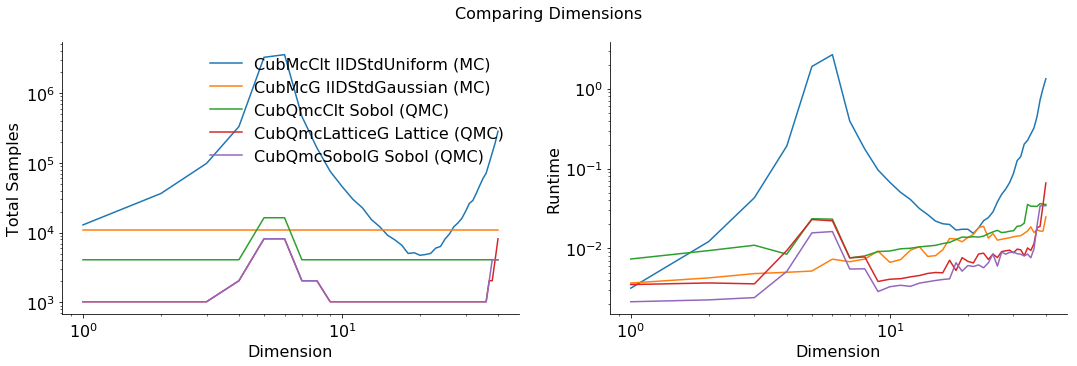 Comparing Dimensions
Total Samples
10^6
10^5
10^4
10^3
10^0
10^1
Dimension
CubMcClt IIDStdUniform (MC)
CubMcG IIDStdGaussian (MC)
CubQmcClt Sobol (QMC)
CubQmcLatticeG Lattice (QMC)
CubQmcSobolG Sobol (QMC)
Runtime
10^0
10^−1
10^−2
10^0
10^1
Dimension